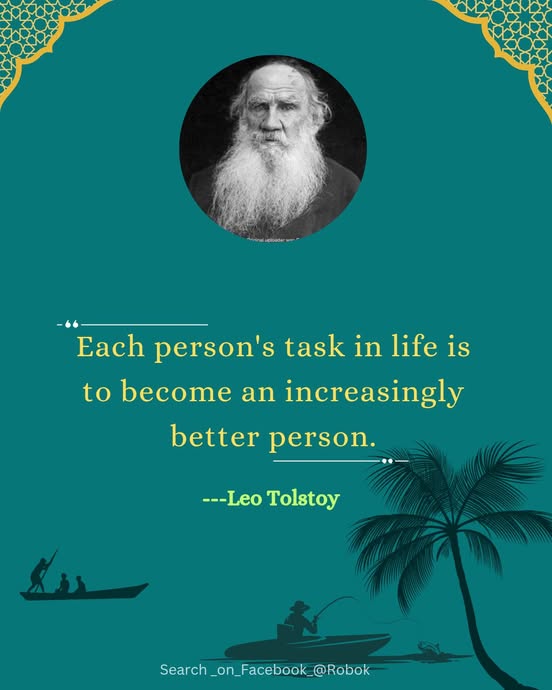 “
Each person's task in life is
to become an increasingly
better person.
”
---Leo Tolstoy
Search _on_Facebook_@Robok